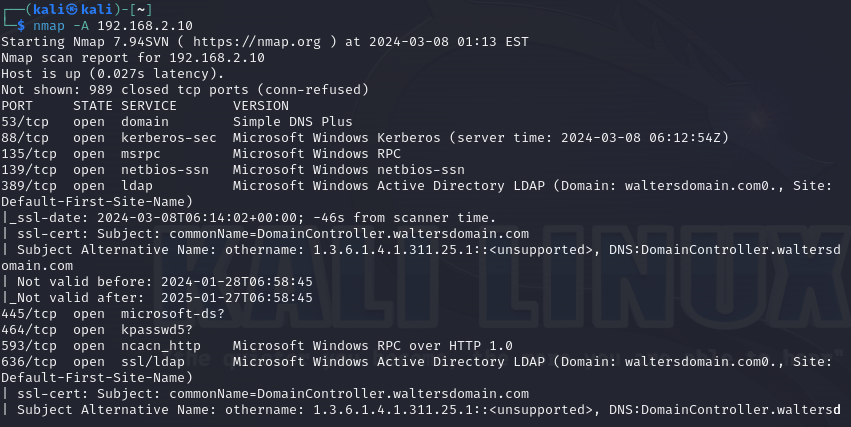 ┌──(kali㉿kali)-[~]
└─$ nmap -A 192.168.2.10
Starting Nmap 7.94SVN ( https://nmap.org ) at 2024-03-08 01:13 EST
Nmap scan report for 192.168.2.10
Host is up (0.027s latency).
Not shown: 989 closed tcp ports (conn-refused)
PORT    STATE SERVICE       VERSION
53/tcp  open  domain        Simple DNS Plus
88/tcp  open  kerberos-sec  Microsoft Windows Kerberos (server time: 2024-03-08 06:12:54Z)
135/tcp open  msrpc         Microsoft Windows RPC
139/tcp open  netbios-ssn   Microsoft Windows netbios-ssn
389/tcp open  ldap          Microsoft Windows Active Directory LDAP (Domain: waltersdomain.com0., Site:
Default-First-Site-Name)
|_ssl-date: 2024-03-08T06:14:02+00:00; -46s from scanner time.
| ssl-cert: Subject: commonName=DomainController.waltersdomain.com
| Subject Alternative Name: othername: 1.3.6.1.4.1.311.25.1::<unsupported>, DNS:DomainController.waltersd
omain.com
| Not valid before: 2024-01-28T06:58:45
|_Not valid after:  2025-01-27T06:58:45
445/tcp open  microsoft-ds?
464/tcp open  kpasswd5?
593/tcp open  ncacn_http    Microsoft Windows RPC over HTTP 1.0
636/tcp open  ssl/ldap      Microsoft Windows Active Directory LDAP (Domain: waltersdomain.com0., Site:
Default-First-Site-Name)
| ssl-cert: Subject: commonName=DomainController.waltersdomain.com
| Subject Alternative Name: othername: 1.3.6.1.4.1.311.25.1::<unsupported>, DNS:DomainController.waltersd
KALI LINUX